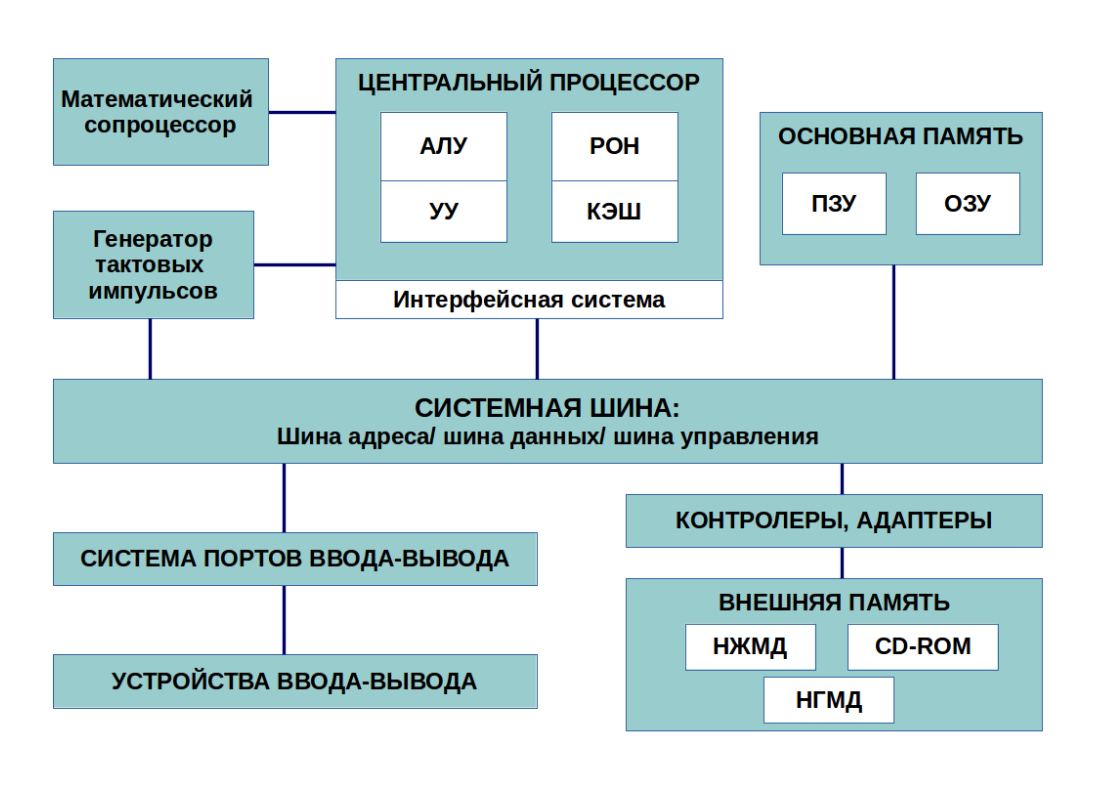 Математический
сопроцессор
ЦЕНТРАЛЬНЫЙ ПРОЦЕССОР
АЛУ
РОН
УУ
КЭШ
Интерфейсная система
ОСНОВНАЯ ПАМЯТЬ
ПЗУ
ОЗУ
Генератор
тактовых
импульсов
СИСТЕМНАЯ ШИНА:
Шина адреса/ шина данных/ шина управления
СИСТЕМА ПОРТОВ ВВОДА-ВЫВОДА
УСТРОЙСТВА ВВОДА-ВЫВОДА
КОНТРОЛЕРЫ, АДАПТЕРЫ
ВНЕШНЯЯ ПАМЯТЬ
НЖМД
CD-ROM
НГМД